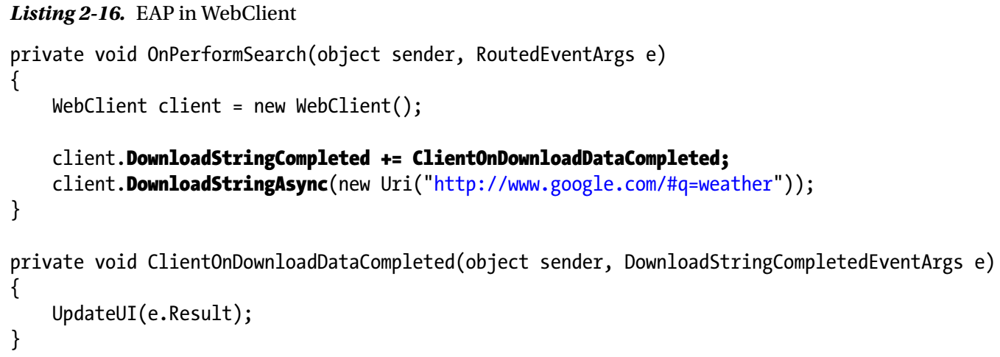 Listing 2-16. EAP in WebClient
private void OnPerformSearch(object sender, RoutedEventArgs e)
{
    WebClient client = new WebClient();
    client.DownloadStringCompleted += ClientOnDownloadDataCompleted;
    client.DownloadStringAsync(new Uri("http://www.google.com/#q=weather"));
}
private void ClientOnDownloadDataCompleted(object sender, DownloadStringCompletedEventArgs e)
{
    UpdateUI(e.Result);
}